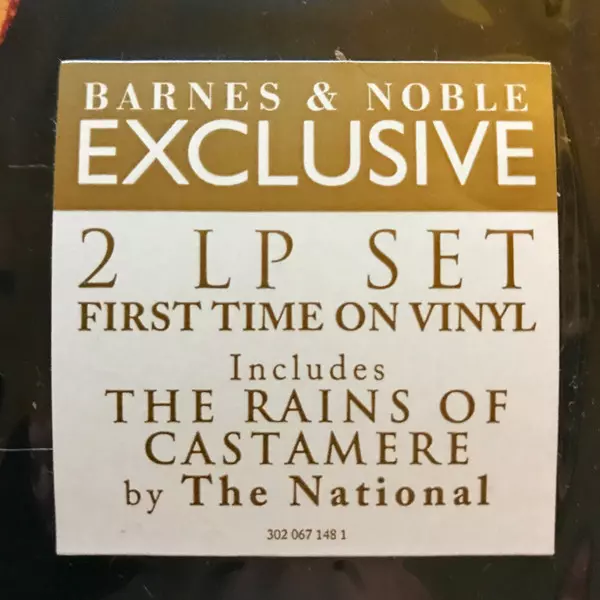 BARNES & NOBLE
EXCLUSIVE
2 LP SET
FIRST TIME ON VINYL
Includes
THE RAINS OF
CASTAMERE
by The National
302 067 148 1